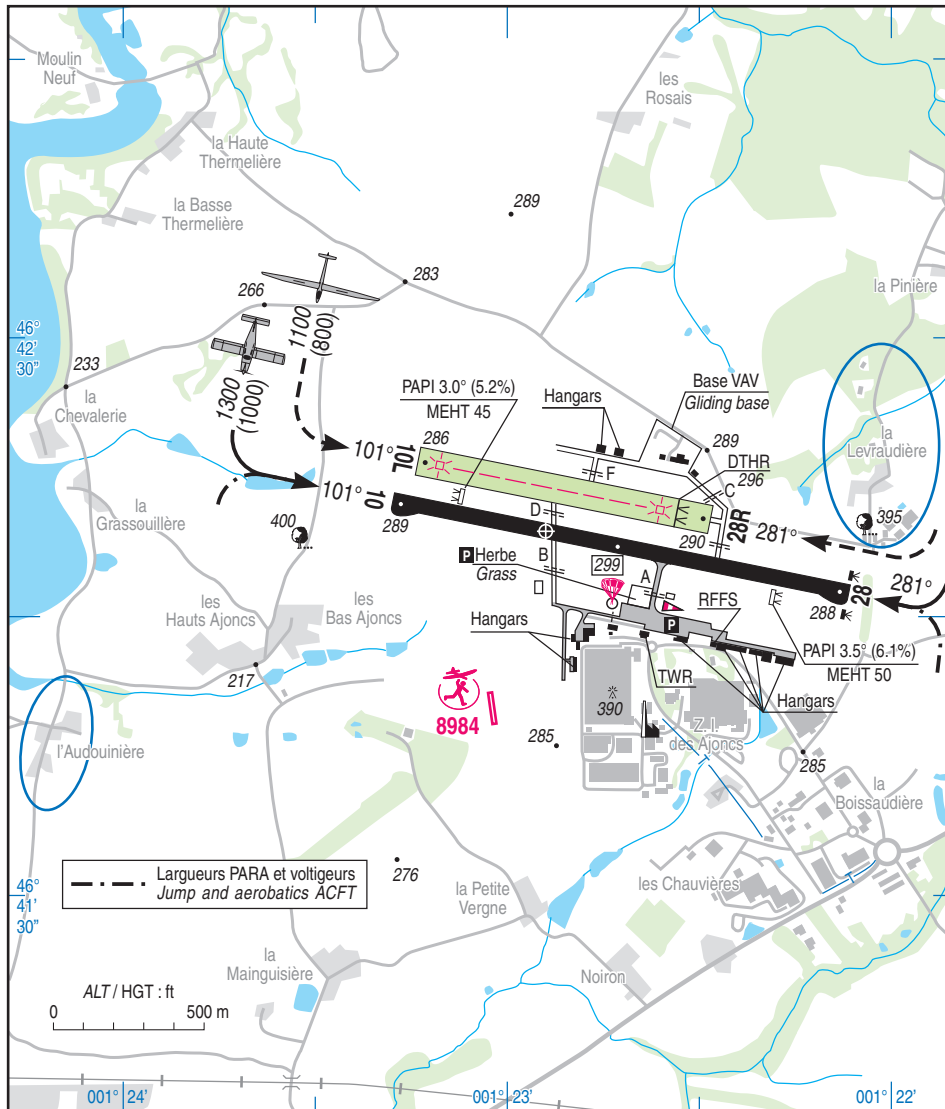 Moulin
Neuf
les
Rosais
la Haute
Thermelière
la Basse
Thermelière
289
la Pinière
283
266
1100
(800)
1300
(1000)
46°
42'
30"
233
la
Chevalerie
PAPI 3.0° (5.2%)
MEHT 45
Hangars
Base VAV
Gliding base
la
Levraudière
289
DTHR
296
101°
10L
286
F
C
395
101°
10
289
D
28R
290
281°
la
Grassouillère
400
B
P Herbe
Grass
299
A
RFFS
281°
28
288
les
Hauts Ajoncs
les
Bas Ajoncs
Hangars
P
PAPI 3.5° (6.1%)
MEHT 50
217
TWR
Hangars
8984
390
Z. I.
des Ajoncs
l'Audouinière
285
285
la
Boissaudière
Largueurs PARA et voltigeurs
Jump and aerobatics ACFT
276
46°
41'
30"
la Petite
Vergne
les Chauvières
la
Mainguisière
Noiron
ALT / HGT : ft
0 500 m
001° 24' 001° 23' 001° 22'